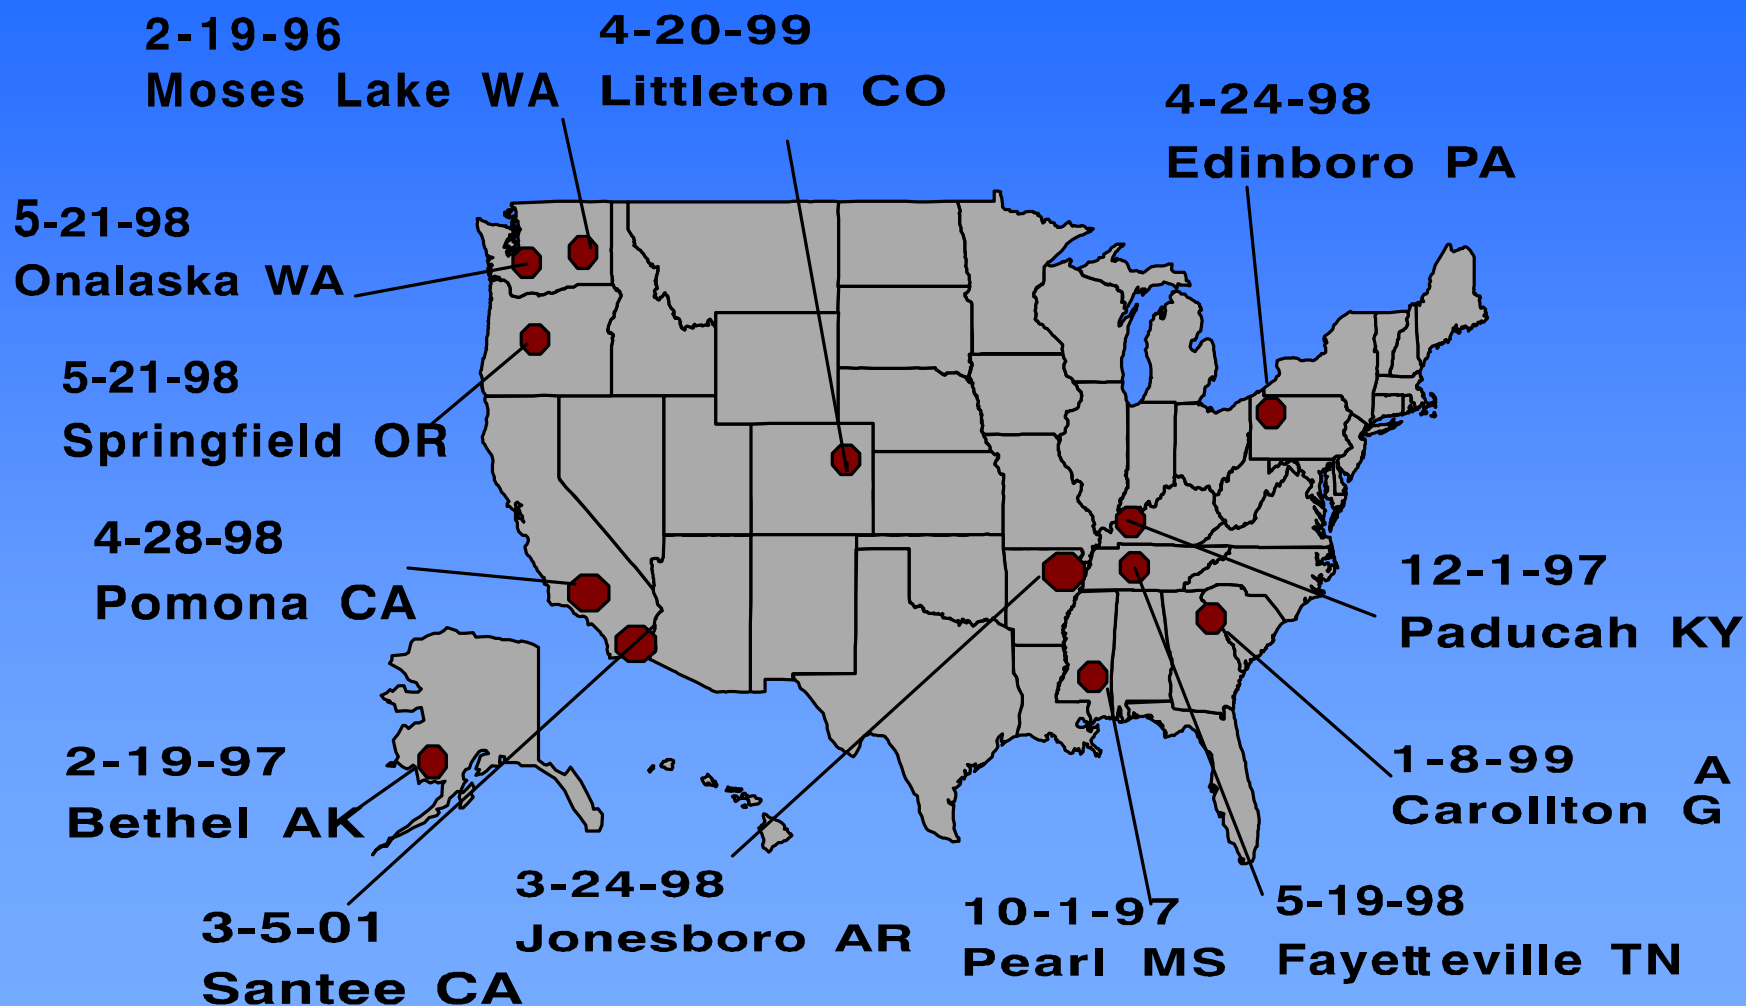 2-19-96
Moses Lake WA
4-20-99
Littleton CO
4-24-98
Edinboro PA
5-21-98
Onalaska WA
5-21-98
Springfield OR
4-28-98
Pomona CA
12-1-97
Paducah KY
2-19-97
Bethel AK
1-8-99 A
Carollton G
3-5-01
Santee CA
3-24-98
Jonesboro AR
10-1-97
Pearl MS
5-19-98
Fayetteville TN